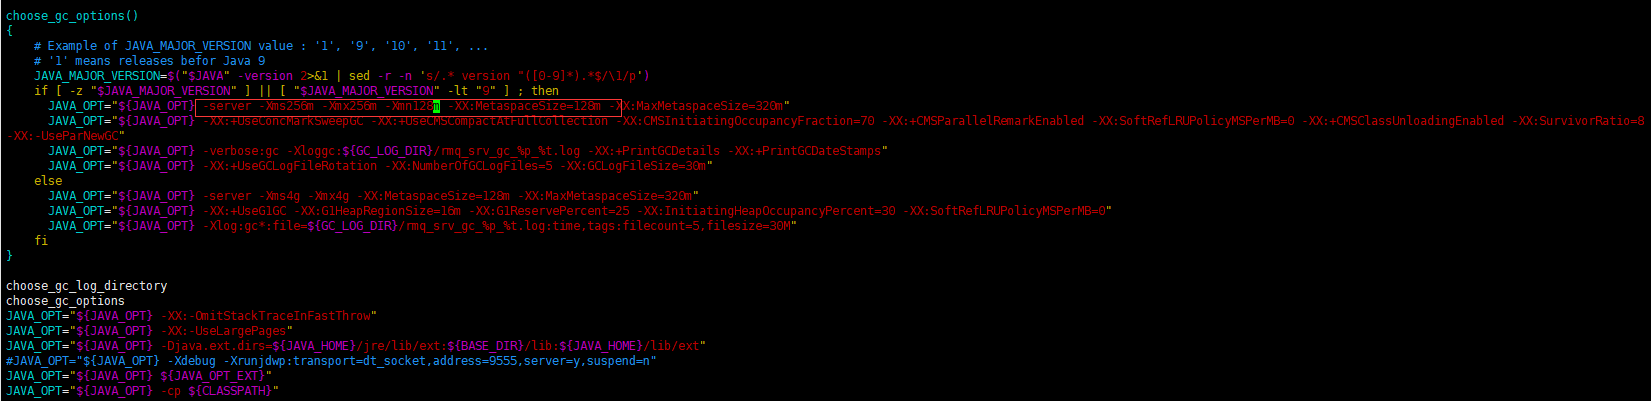 choose_gc_options()
{
    # Example of JAVA_MAJOR_VERSION value : '1', '9', '10', '11', ...
    # '1' means releases befor Java 9
    JAVA_MAJOR_VERSION=$("$JAVA" -version 2>&1 | sed -r -n 's/.* version "([0-9]*).*$/\1/p')
    if [ -z "$JAVA_MAJOR_VERSION" ] || [ "$JAVA_MAJOR_VERSION" -lt "9" ] ; then
      JAVA_OPT="${JAVA_OPT} -server -Xms256m -Xmx256m -Xmn128m -XX:MetaspaceSize=128m -XX:MaxMetaspaceSize=320m"
      JAVA_OPT="${JAVA_OPT} -XX:+UseConcMarkSweepGC -XX:+UseCMSCompactAtFullCollection -XX:CMSInitiatingOccupancyFraction=70 -XX:+CMSParallelRemarkEnabled -XX:SoftRefLRUPolicyMSPerMB=0 -XX:+CMSClassUnloadingEnabled -XX:SurvivorRatio=8
-XX:-UseParNewGC"
      JAVA_OPT="${JAVA_OPT} -verbose:gc -Xloggc:${GC_LOG_DIR}/rmq_srv_gc_%p_%t.log -XX:+PrintGCDetails -XX:+PrintGCDateStamps"
      JAVA_OPT="${JAVA_OPT} -XX:+UseGCLogFileRotation -XX:NumberOfGCLogFiles=5 -XX:GCLogFileSize=30m"
    else
      JAVA_OPT="${JAVA_OPT} -server -Xms4g -Xmx4g -XX:MetaspaceSize=128m -XX:MaxMetaspaceSize=320m"
      JAVA_OPT="${JAVA_OPT} -XX:+UseG1GC -XX:G1HeapRegionSize=16m -XX:G1ReservePercent=25 -XX:InitiatingHeapOccupancyPercent=30 -XX:SoftRefLRUPolicyMSPerMB=0"
      JAVA_OPT="${JAVA_OPT} -Xlog:gc*:file=${GC_LOG_DIR}/rmq_srv_gc_%p_%t.log:time,tags:filecount=5,filesize=30M"
    fi
}
choose_gc_log_directory
choose_gc_options
JAVA_OPT="${JAVA_OPT} -XX:-OmitStackTraceInFastThrow"
JAVA_OPT="${JAVA_OPT} -XX:-UseLargePages"
JAVA_OPT="${JAVA_OPT} -Djava.ext.dirs=${JAVA_HOME}/jre/lib/ext:${BASE_DIR}/lib:${JAVA_HOME}/lib/ext"
#JAVA_OPT="${JAVA_OPT} -Xdebug -Xrunjdwp:transport=dt_socket,address=9555,server=y,suspend=n"
JAVA_OPT="${JAVA_OPT} ${JAVA_OPT_EXT}"
JAVA_OPT="${JAVA_OPT} -cp ${CLASSPATH}"